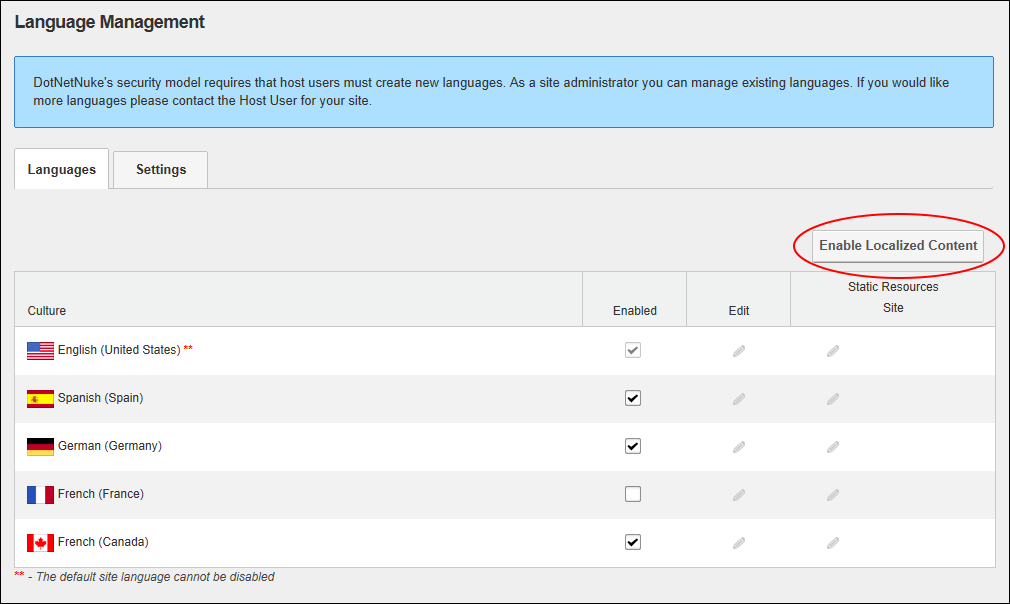 Language Management
DotNetNuke's security model requires that host users must create new languages. As a site administrator you can manage existing languages. If you would like
more languages please contact the Host User for your site.
Languages
Settings
Enable Localized Content
Culture
Enabled
Edit
Static Resources
Site
English (United States) **
Spanish (Spain)
German (Germany)
French (France)
French (Canada)
** - The default site language cannot be disabled